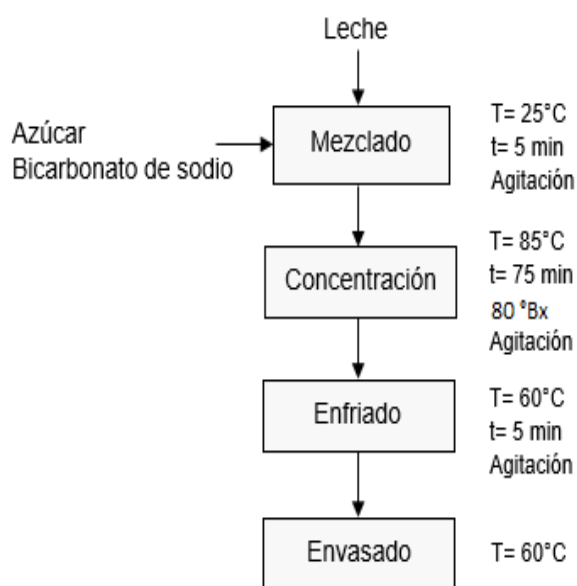 Leche
Azúcar
Bicarbonato de sodio
Mezclado
T= 25°C
t= 5 min
Agitación
Concentración
T= 85°C
t= 75 min
80 °Bx
Agitación
Enfriado
T= 60°C
t= 5 min
Agitación
Envasado
T= 60°C